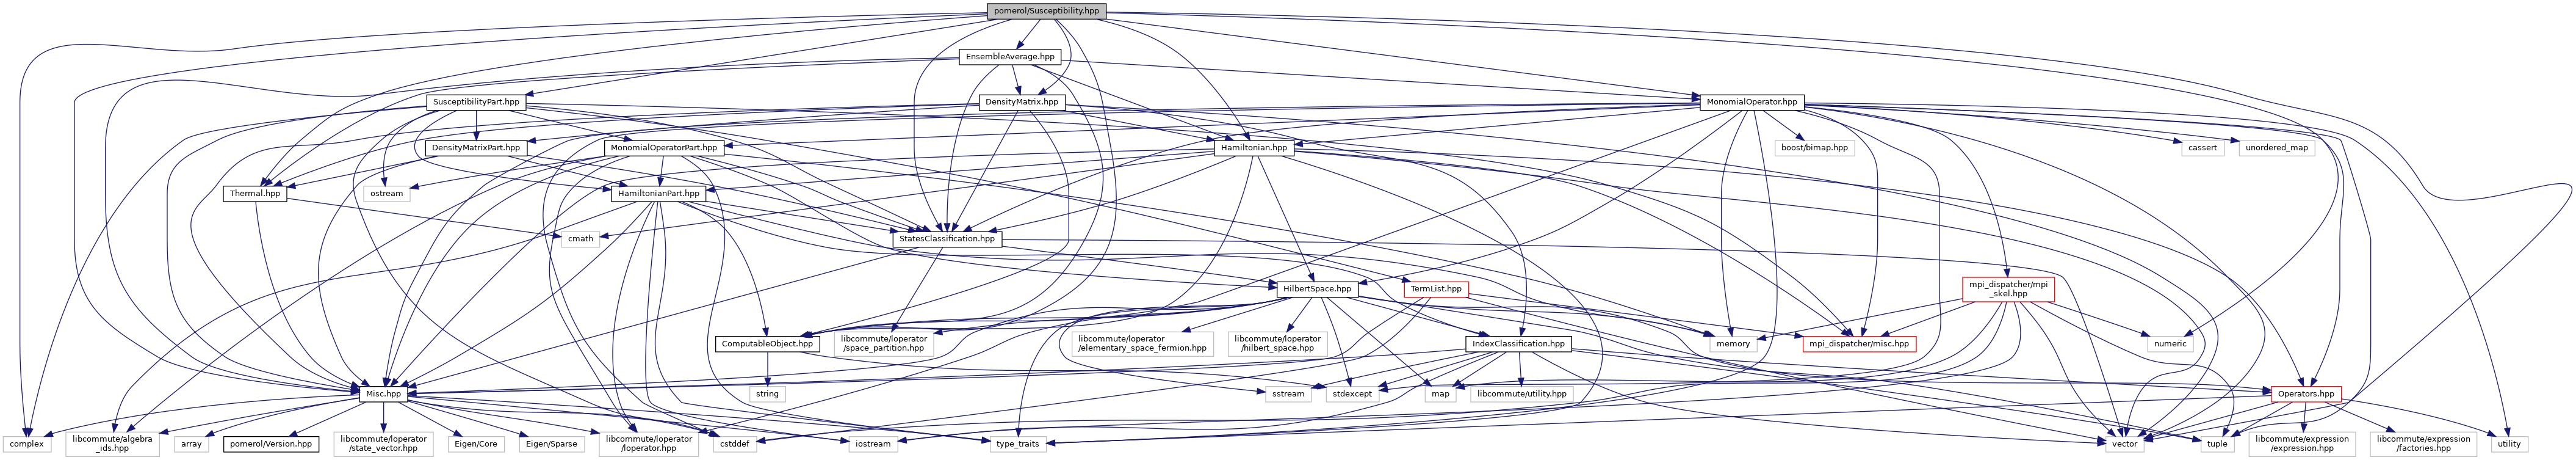 pomerol/Susceptibility.hpp
EnsembleAverage.hpp
SusceptibilityPart.hpp
DensityMatrix.hpp
MonomialOperator.hpp
DensityMatrixPart.hpp
MonomialOperatorPart.hpp
Hamiltonian.hpp
boost/bimap.hpp
cassert
unordered_map
Thermal.hpp
ostream
HamiltonianPart.hpp
cmath
StatesClassification.hpp
HilbertSpace.hpp
TermList.hpp
mpi_dispatcher/mpi
_skel.hpp
ComputableObject.hpp
libcommute/loperator
/space_partition.hpp
libcommute/loperator
/elementary_space_fermion.hpp
libcommute/loperator
/hilbert_space.hpp
IndexClassification.hpp
memory
mpi_dispatcher/misc.hpp
numeric
Misc.hpp
string
sstream
stdexcept
map
libcommute/utility.hpp
Operators.hpp
complex
libcommute/algebra
_ids.hpp
array
pomerol/Version.hpp
libcommute/loperator
/state_vector.hpp
Eigen/Core
Eigen/Sparse
libcommute/loperator
/loperator.hpp
cstddef
iostream
type_traits
vector
tuple
libcommute/expression
/expression.hpp
libcommute/expression
/factories.hpp
utility